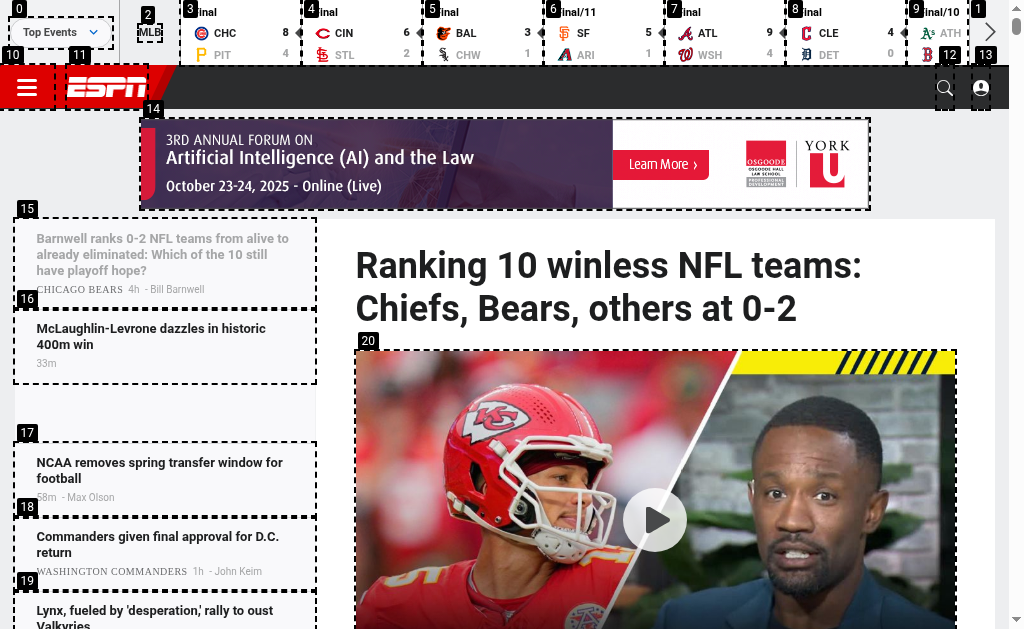 0
2
3
4
5
6
7
8
9
1
Top Events
MLB
Final
CHC 8
PIT 4
Final
CIN 6
STL 2
Final
BAL 3
CHW 1
Final/11
SF 5
ARI 1
Final
ATL 9
WSH 4
Final
CLE 4
DET 0
Final/10
ATH
10
11
12
13
ESPN
14
3RD ANNUAL FORUM ON
Artificial Intelligence (AI) and the Law
October 23-24, 2025 - Online (Live)
Learn More ›
OSGOODE
OSGOODE HALL LAW SCHOOL
PROFESSIONAL DEVELOPMENT
YORK
U
15
Barnwell ranks 0-2 NFL teams from alive to
already eliminated: Which of the 10 still
have playoff hope?
CHICAGO BEARS 4h - Bill Barnwell
16
McLaughlin-Levrone dazzles in historic
400m win
33m
17
NCAA removes spring transfer window for
football
58m - Max Olson
18
Commanders given final approval for D.C.
return
WASHINGTON COMMANDERS 1h - John Keim
19
Lynx, fueled by 'desperation,' rally to oust
Valkyries
Ranking 10 winless NFL teams:
Chiefs, Bears, others at 0-2
20